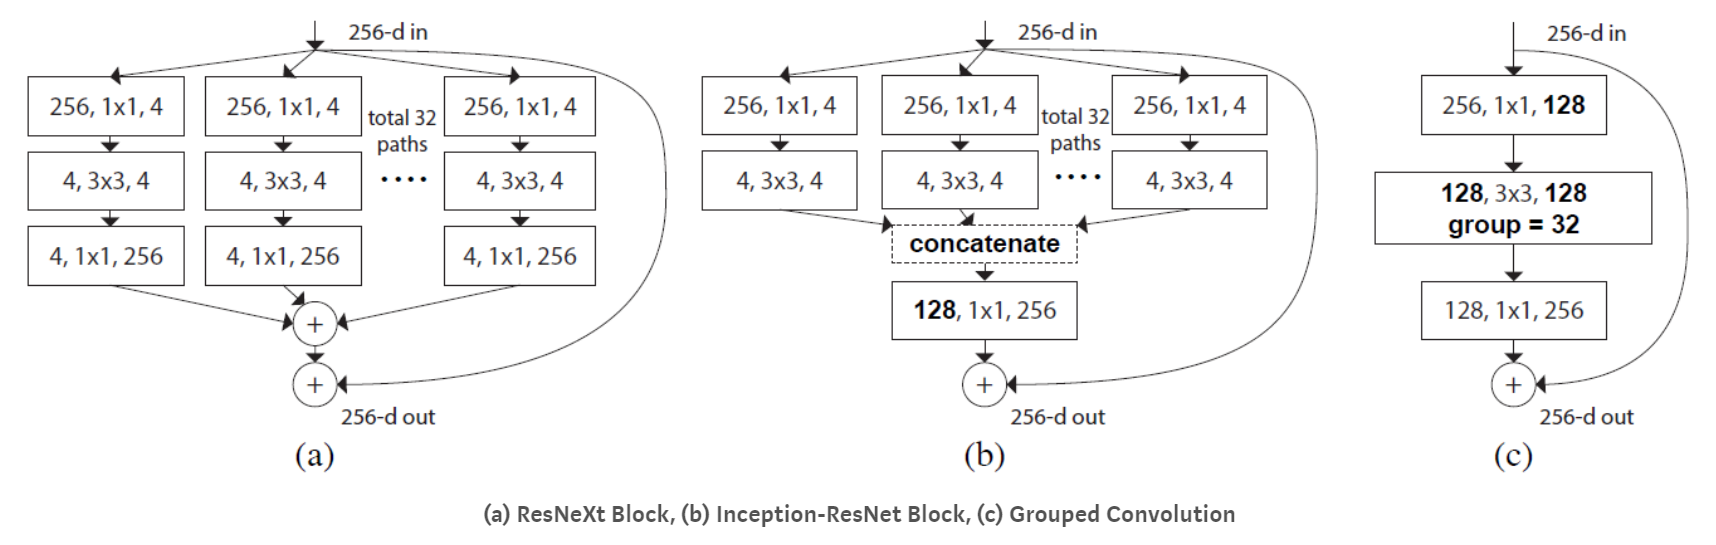 256-d in
256, 1x1, 4
256, 1x1, 4
total 32
paths
256, 1x1, 4
4, 3x3, 4
4, 3x3, 4
....
4, 3x3, 4
4, 1x1, 256
4, 1x1, 256
4, 1x1, 256
+
+
256-d out
(a)
256-d in
256, 1x1, 4
256, 1x1, 4
total 32
paths
256, 1x1, 4
4, 3x3, 4
4, 3x3, 4
....
4, 3x3, 4
concatenate
128, 1x1, 256
+
256-d out
(b)
256-d in
256, 1x1, 128
128, 3x3, 128
group = 32
128, 1x1, 256
+
256-d out
(c)
(a) ResNeXt Block, (b) Inception-ResNet Block, (c) Grouped Convolution